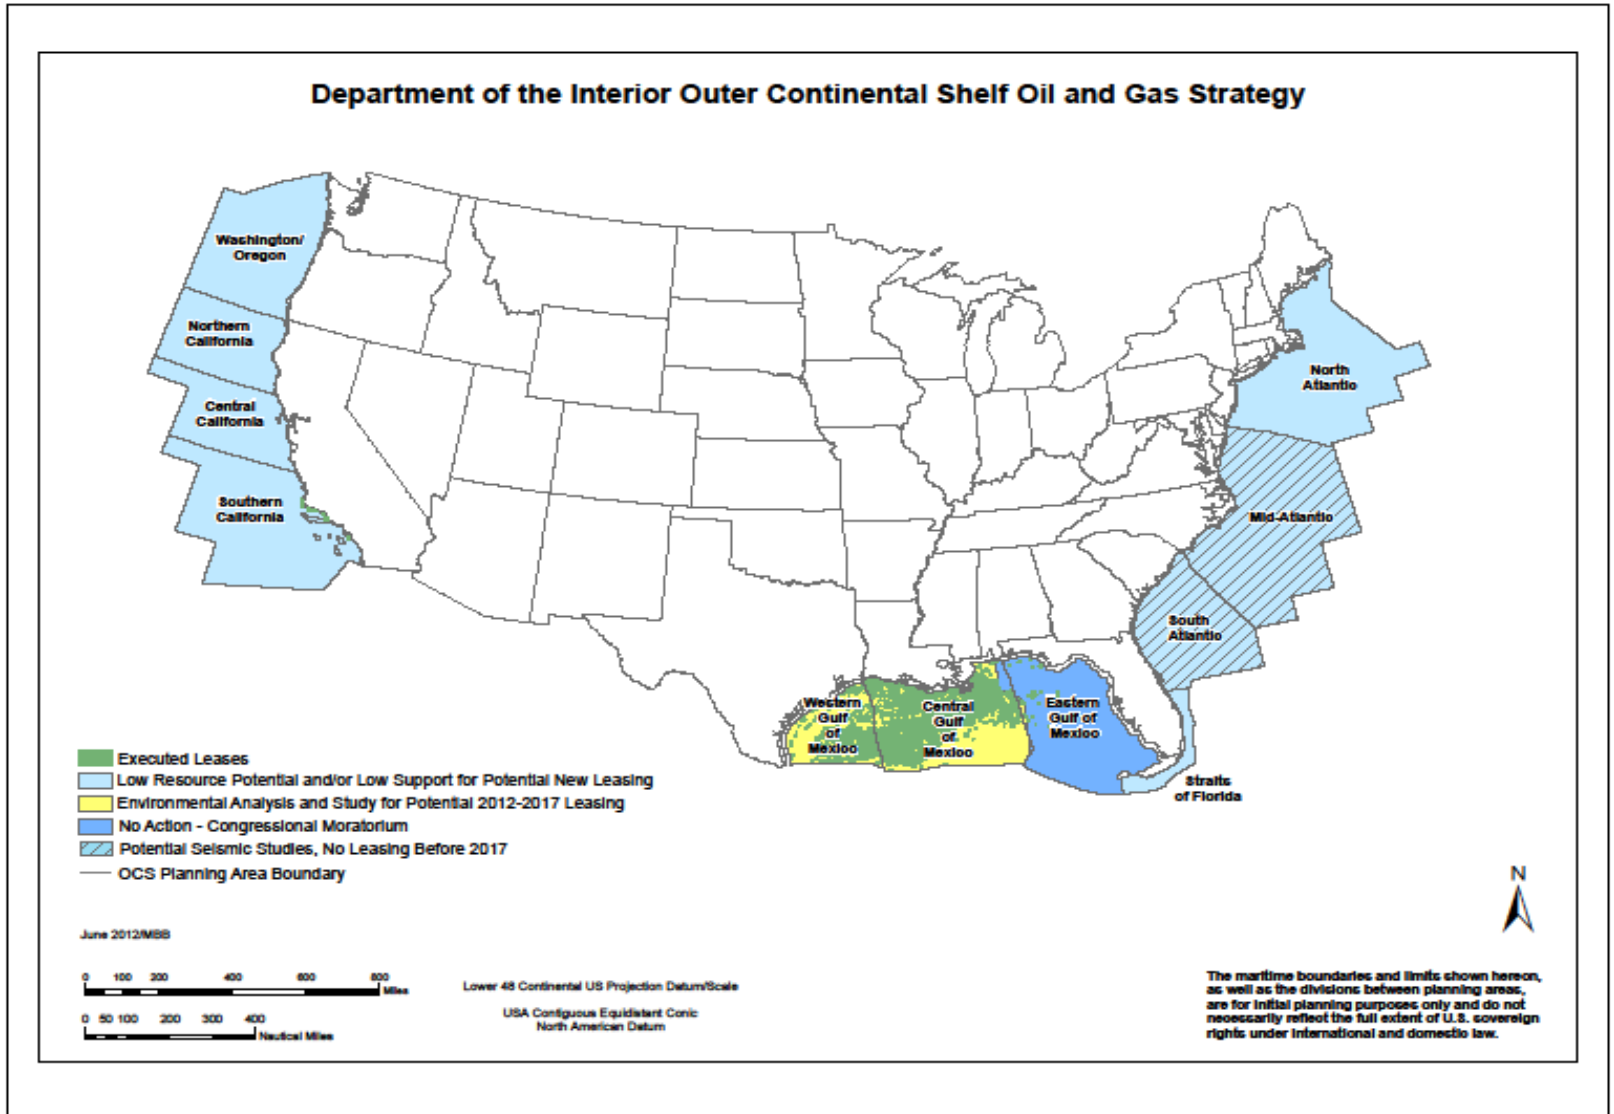 Department of the Interior Outer Continental Shelf Oil and Gas Strategy
Washington/
Oregon
Northern
California
Central
California
Southern
California
North
Atlantic
Mid-Atlantic
South
Atlantic
Western
Gulf
of
Mexico
Central
Gulf
of
Mexico
Eastern
Gulf of
Mexico
Straits
of Florida
Executed Leases
Low Resource Potential and/or Low Support for Potential New Leasing
Environmental Analysis and Study for Potential 2012-2017 Leasing
No Action - Congressional Moratorium
Potential Seismic Studies, No Leasing Before 2017
OCS Planning Area Boundary
N
June 2012/MBB
0 100 200 400 600 800
Miles
0 50 100 200 300 400
Nautical Miles
Lower 48 Continental US Projection Datum/Scale
USA Contiguous Equidistant Conic
North American Datum
The maritime boundaries and limits shown hereon,
as well as the divisions between planning areas,
are for initial planning purposes only and do not
necessarily reflect the full extent of U.S. sovereign
rights under international and domestic law.